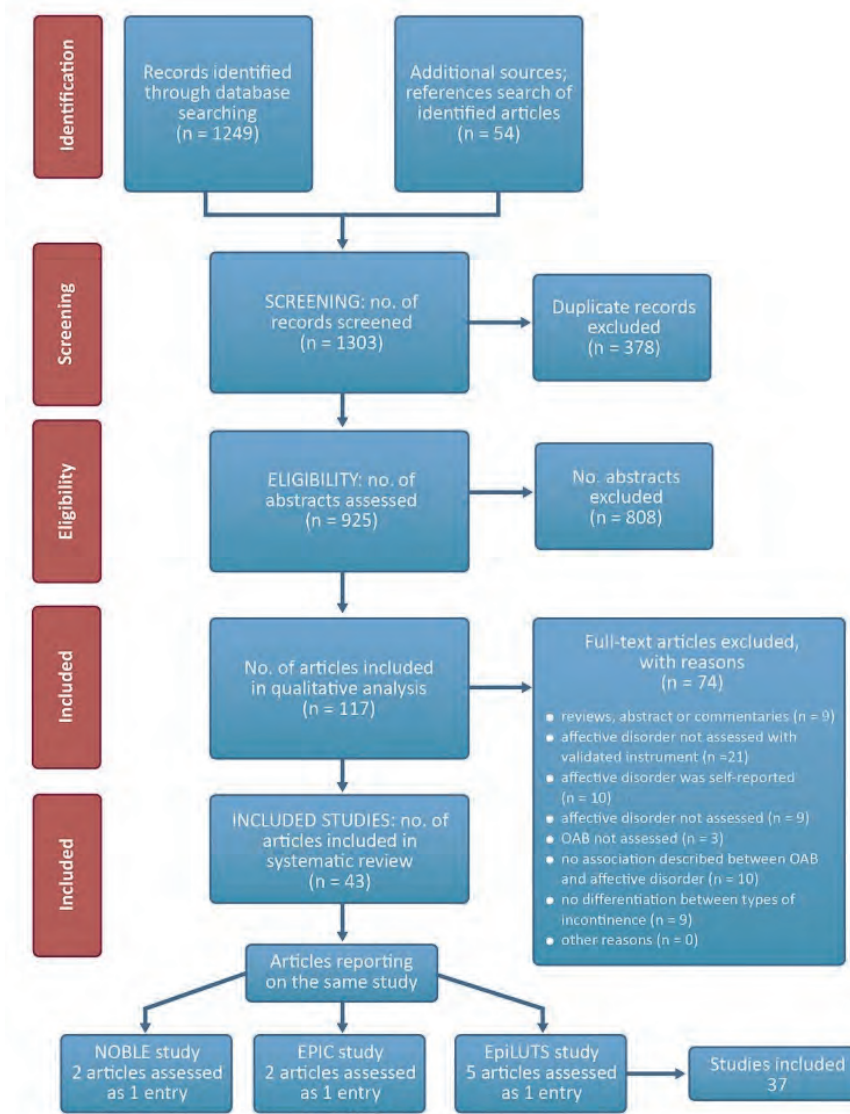 Identification
Records identified
through database
searching
(n = 1249)
Additional sources;
references search of
identified articles
(n = 54)
Screening
SCREENING: no. of
records screened
(n = 1303)
Duplicate records
excluded
(n = 378)
Eligibility
ELIGIBILITY: no. of
abstracts assessed
(n = 925)
No. abstracts
excluded
(n = 808)
Included
No. of articles included
in qualitative analysis
(n = 117)
Full-text articles excluded,
with reasons
(n = 74)
• reviews, abstract or commentaries (n = 9)
• affective disorder not assessed with
validated instrument (n =21)
• affective disorder was self-reported
(n = 10)
• affective disorder not assessed (n = 9)
• OAB not assessed (n = 3)
• no association described between OAB
and affective disorder (n = 10)
• no differentiation between types of
incontinence (n = 9)
• other reasons (n = 0)
Included
INCLUDED STUDIES: no. of
articles included in
systematic review
(n = 43)
Articles reporting
on the same study
NOBLE study
2 articles assessed
as 1 entry
EPIC study
2 articles assessed
as 1 entry
EpiLUTS study
5 articles assessed
as 1 entry
Studies included
37